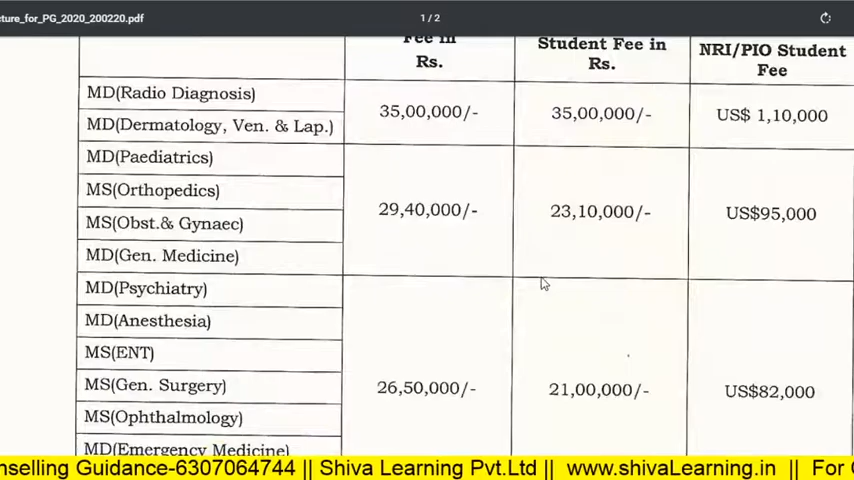 cture_for_PG_2020_200220.pdf
1 / 2
Fee in Rs.
Student Fee in Rs.
NRI/PIO Student Fee
MD(Radio Diagnosis)
MD(Dermatology, Ven. & Lap.)
35,00,000/-
35,00,000/-
US$ 1,10,000
MD(Paediatrics)
MS(Orthopedics)
MS(Obst.& Gynaec)
MD(Gen. Medicine)
29,40,000/-
23,10,000/-
US$95,000
MD(Psychiatry)
MD(Anesthesia)
MS(ENT)
MS(Gen. Surgery)
MS(Ophthalmology)
MD(Emergency Medicine)
26,50,000/-
21,00,000/-
US$82,000
nselling Guidance-6307064744 || Shiva Learning Pvt.Ltd || www.shivaLearning.in || For